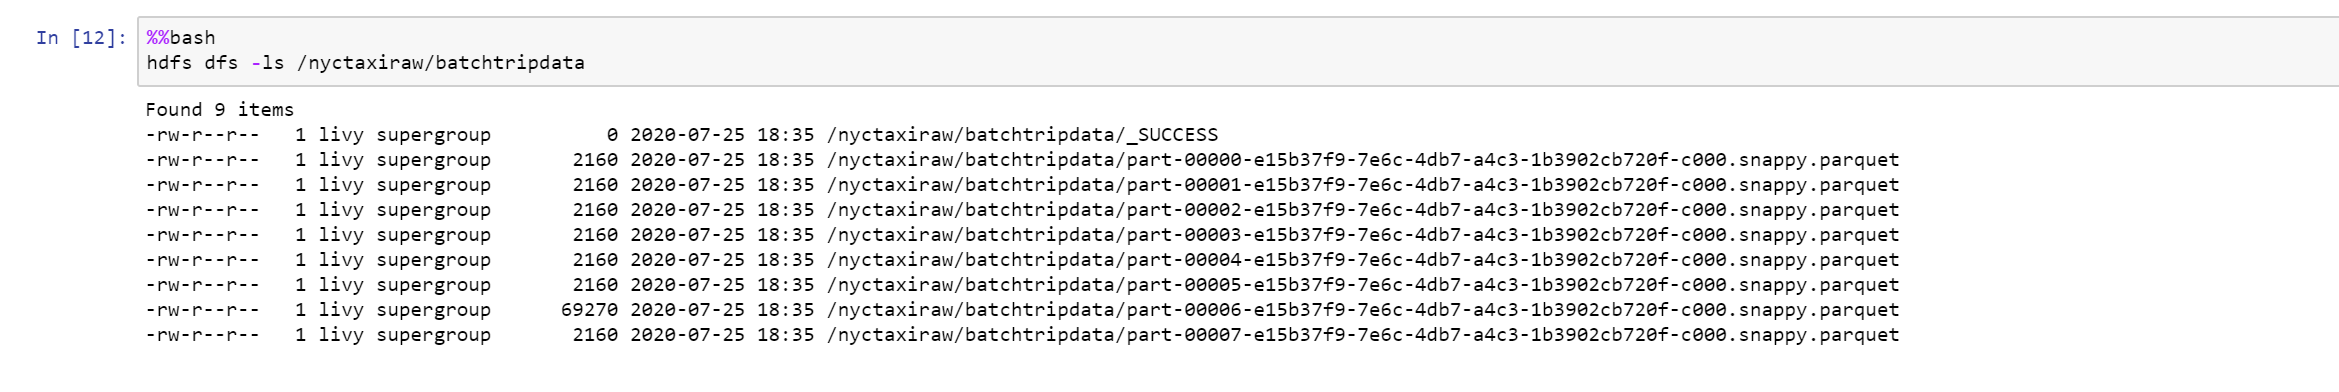 In [12]: %%bash
hdfs dfs -ls /nyctaxiraw/batchtripdata
Found 9 items
-rw-r--r--   1 livy supergroup          0 2020-07-25 18:35 /nyctaxiraw/batchtripdata/_SUCCESS
-rw-r--r--   1 livy supergroup       2160 2020-07-25 18:35 /nyctaxiraw/batchtripdata/part-00000-e15b37f9-7e6c-4db7-a4c3-1b3902cb720f-c000.snappy.parquet
-rw-r--r--   1 livy supergroup       2160 2020-07-25 18:35 /nyctaxiraw/batchtripdata/part-00001-e15b37f9-7e6c-4db7-a4c3-1b3902cb720f-c000.snappy.parquet
-rw-r--r--   1 livy supergroup       2160 2020-07-25 18:35 /nyctaxiraw/batchtripdata/part-00002-e15b37f9-7e6c-4db7-a4c3-1b3902cb720f-c000.snappy.parquet
-rw-r--r--   1 livy supergroup       2160 2020-07-25 18:35 /nyctaxiraw/batchtripdata/part-00003-e15b37f9-7e6c-4db7-a4c3-1b3902cb720f-c000.snappy.parquet
-rw-r--r--   1 livy supergroup       2160 2020-07-25 18:35 /nyctaxiraw/batchtripdata/part-00004-e15b37f9-7e6c-4db7-a4c3-1b3902cb720f-c000.snappy.parquet
-rw-r--r--   1 livy supergroup       2160 2020-07-25 18:35 /nyctaxiraw/batchtripdata/part-00005-e15b37f9-7e6c-4db7-a4c3-1b3902cb720f-c000.snappy.parquet
-rw-r--r--   1 livy supergroup      69270 2020-07-25 18:35 /nyctaxiraw/batchtripdata/part-00006-e15b37f9-7e6c-4db7-a4c3-1b3902cb720f-c000.snappy.parquet
-rw-r--r--   1 livy supergroup       2160 2020-07-25 18:35 /nyctaxiraw/batchtripdata/part-00007-e15b37f9-7e6c-4db7-a4c3-1b3902cb720f-c000.snappy.parquet